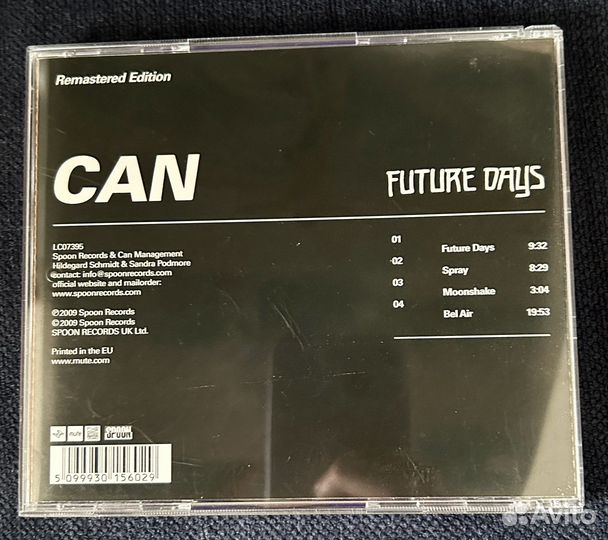 Remastered Edition
CAN
FUTURE DAYS
LC07395
Spoon Records & Can Management
Hildegard Schmidt & Sandra Podmore
contact: info@spoonrecords.com
official website and mailorder:
www.spoonrecords.com
℗2009 Spoon Records
©2009 Spoon Records
SPOON RECORDS UK Ltd.
Printed in the EU
www.mute.com
01 Future Days 9:32
02 Spray 8:29
03 Moonshake 3:04
04 Bel Air 19:53
mute SPOON
5 099930 156029
Avito